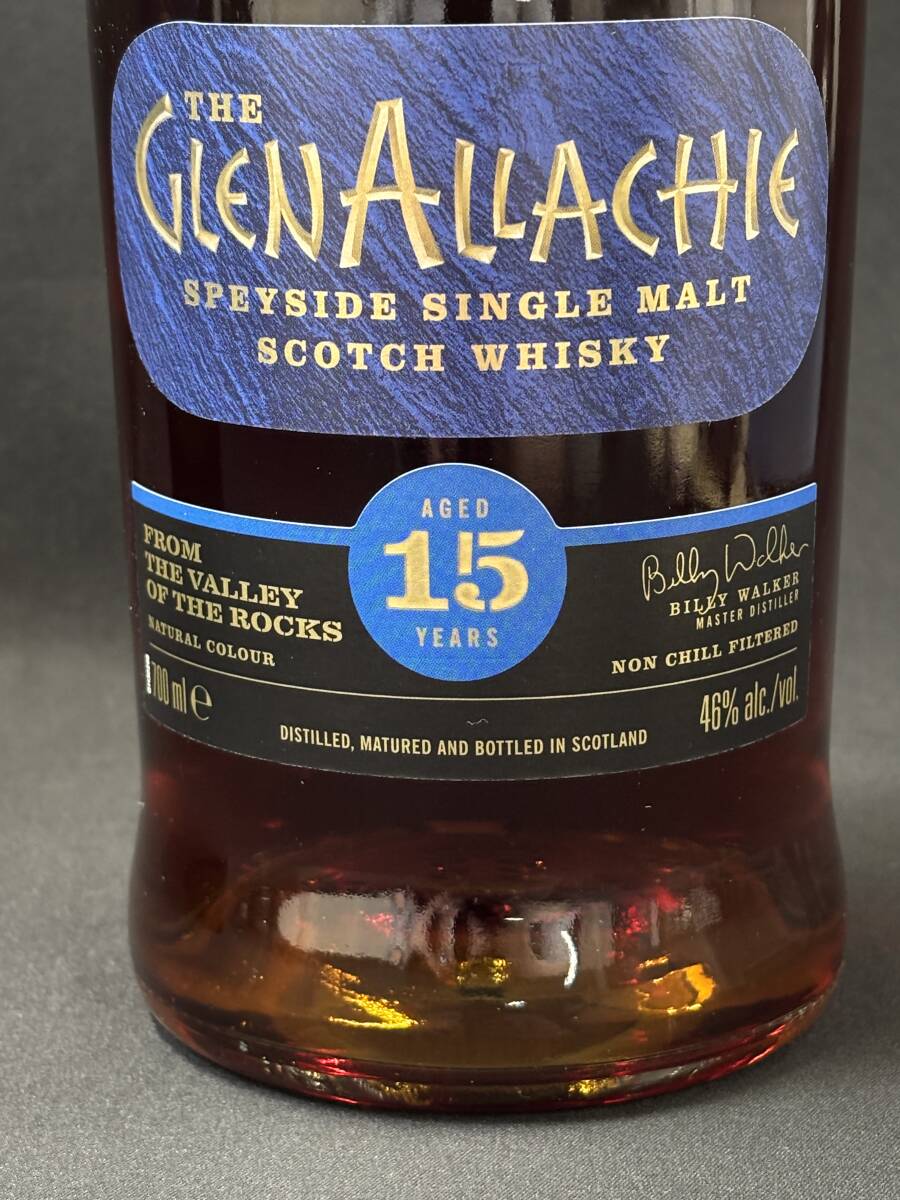 THE
GLENALLACHIE
SPEYSIDE SINGLE MALT
SCOTCH WHISKY
AGED
15
YEARS
FROM
THE VALLEY
OF THE ROCKS
NATURAL COLOUR
700 ml e
Billy Walker
BILLY WALKER
MASTER DISTILLER
NON CHILL FILTERED
46% alc./vol.
DISTILLED, MATURED AND BOTTLED IN SCOTLAND